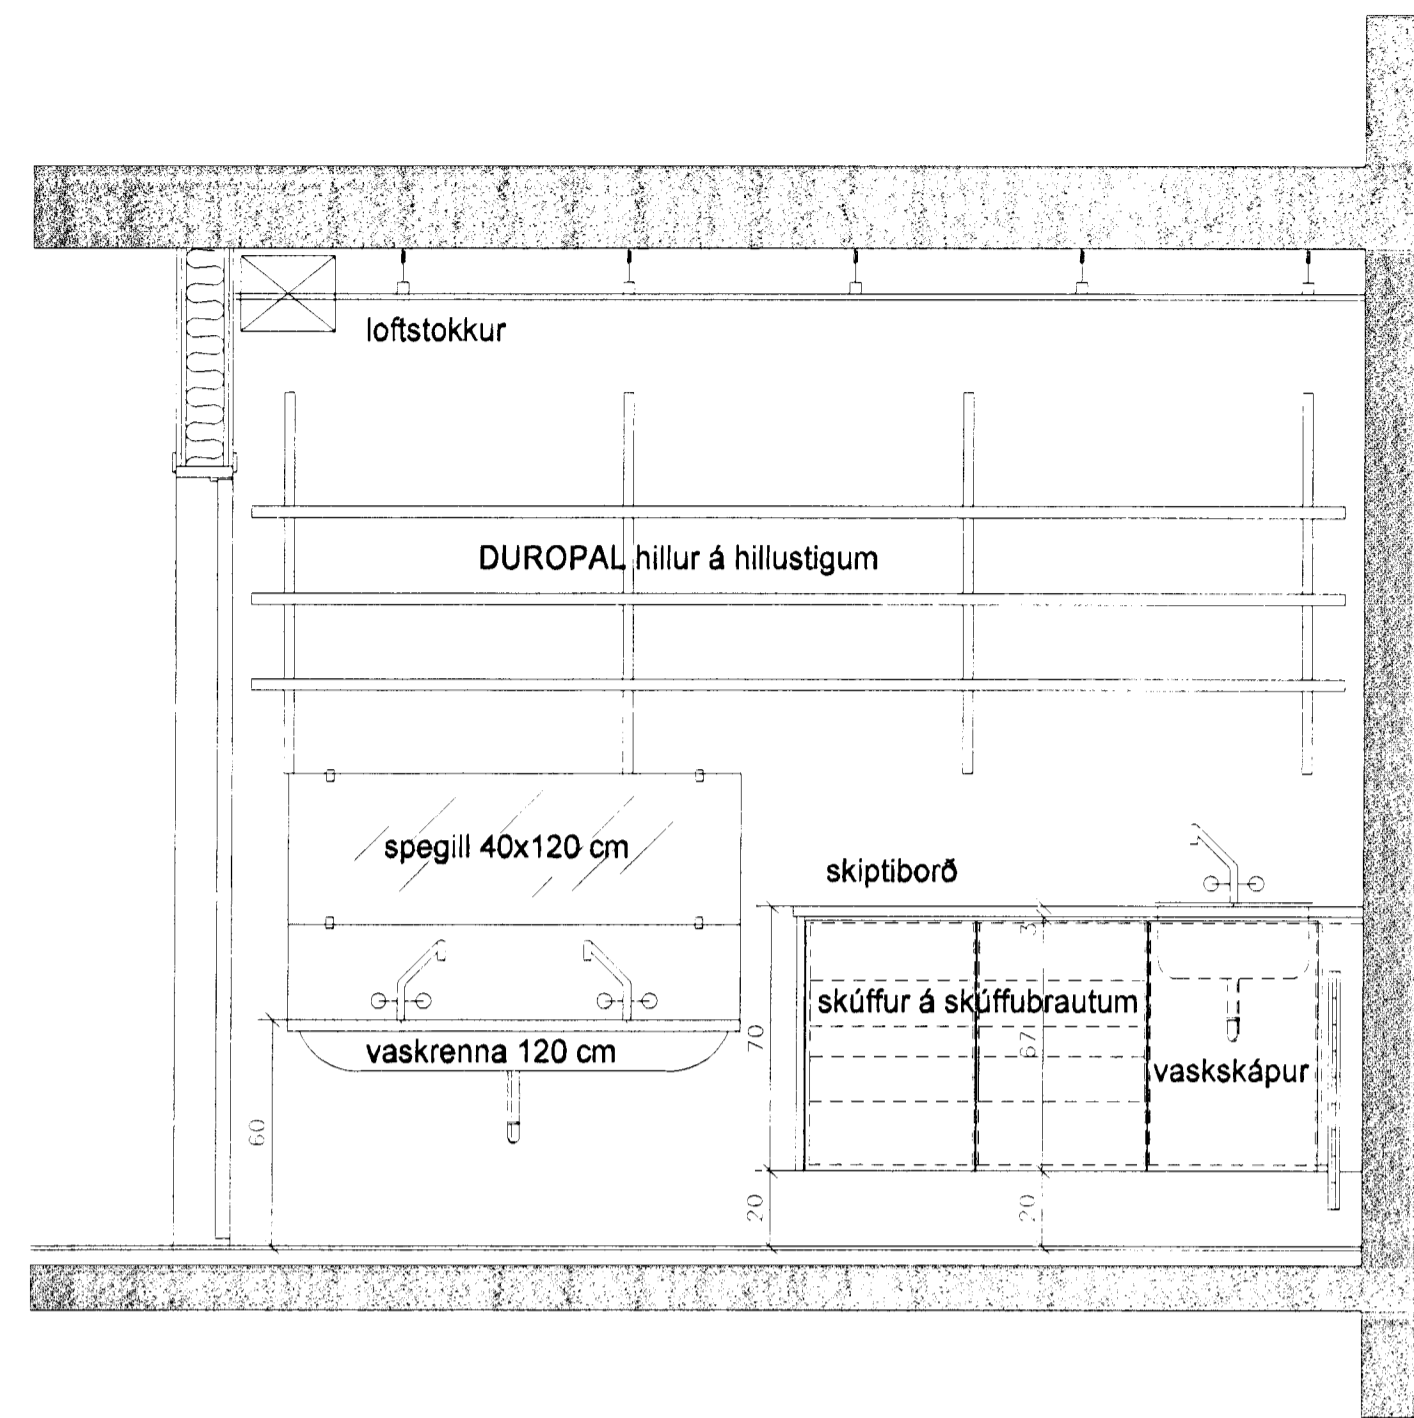 loftstokkur
DUROPAL hillur á hillustigum
spegill 40x120 cm
skiptiborð
3
skúffur á skúffubrautum
70
67
vaskrenna 120 cm
vaskskápur
60
20
20